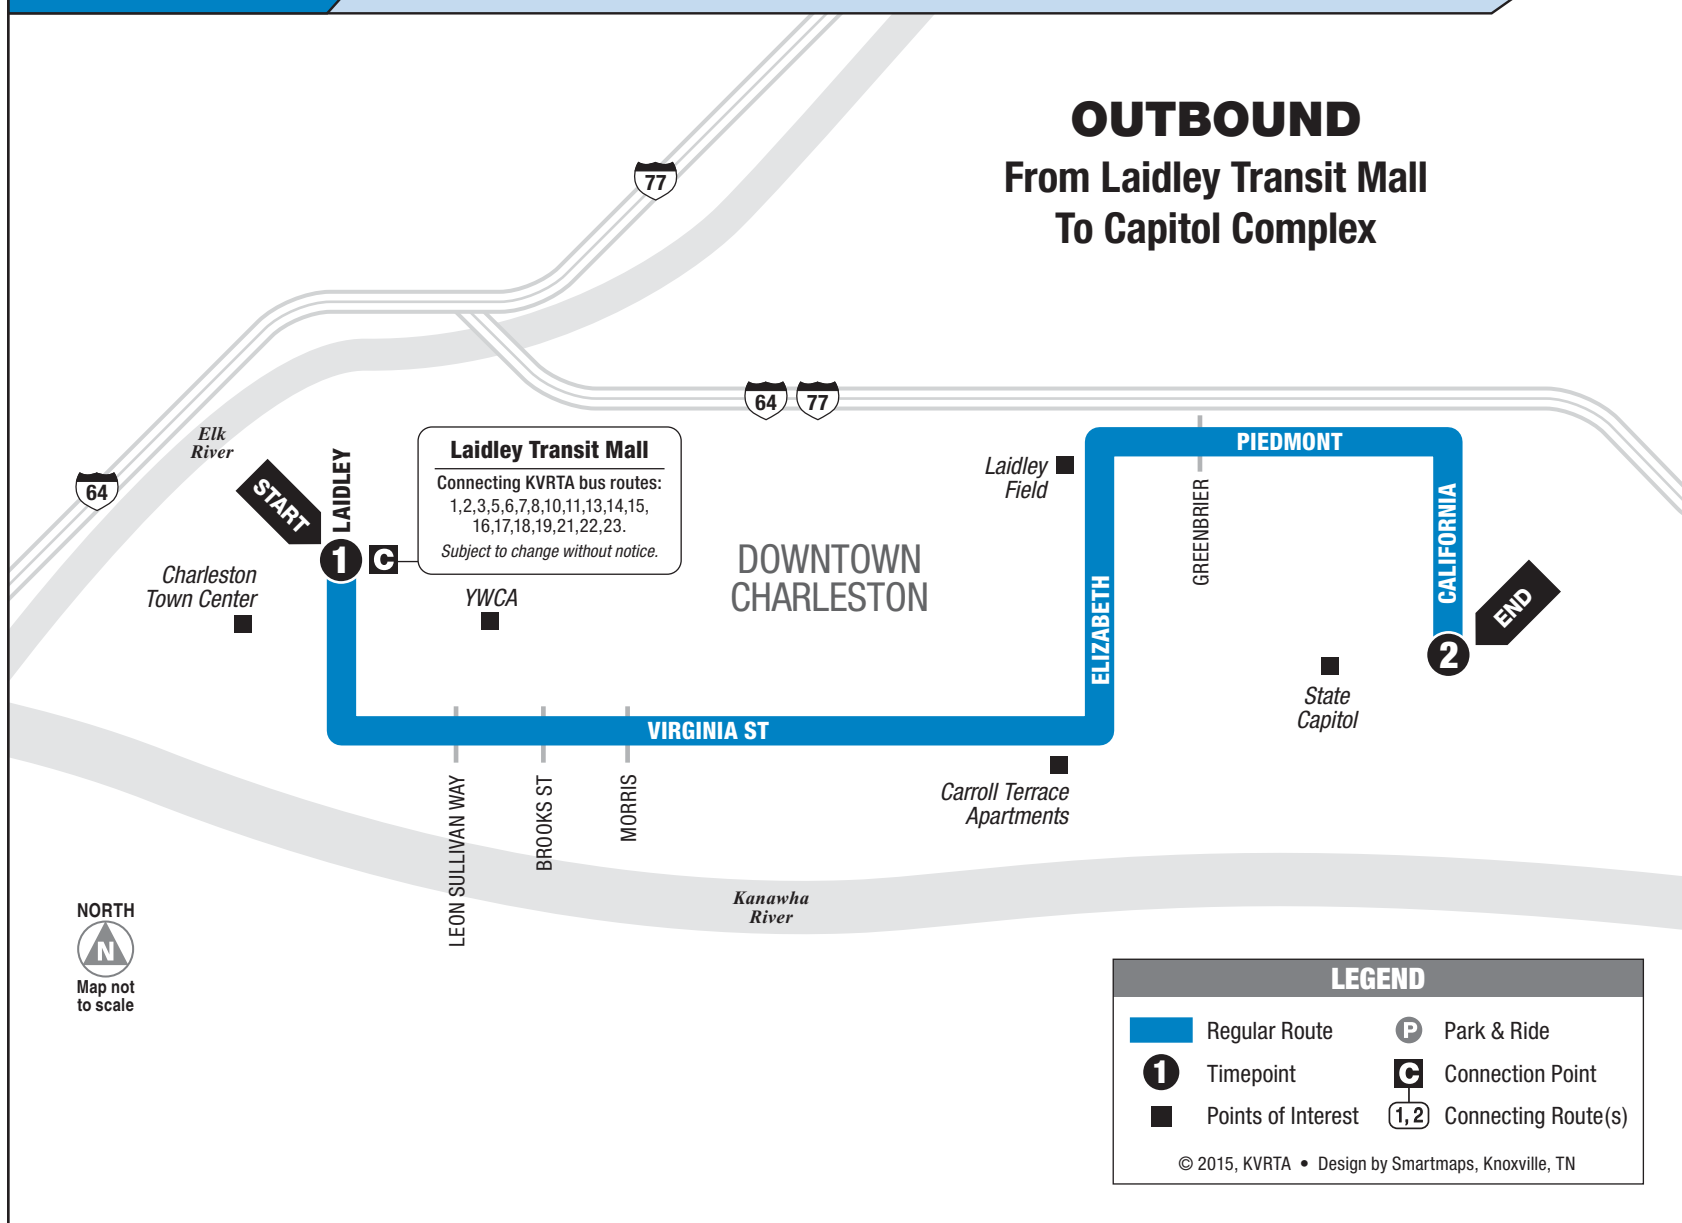 OUTBOUND
From Laidley Transit Mall
To Capitol Complex
77
64
77
64
Elk
River
START
LAIDLEY
1
C
Laidley Transit Mall
Connecting KVRTA bus routes:
1,2,3,5,6,7,8,10,11,13,14,15,
16,17,18,19,21,22,23.
Subject to change without notice.
Charleston
Town Center
YWCA
DOWNTOWN
CHARLESTON
Laidley
Field
PIEDMONT
GREENBRIER
CALIFORNIA
ELIZABETH
END
2
State
Capitol
VIRGINIA ST
LEON SULLIVAN WAY
BROOKS ST
MORRIS
Carroll Terrace
Apartments
Kanawha
River
NORTH
N
Map not
to scale
LEGEND
Regular Route
P Park & Ride
1 Timepoint
C Connection Point
Points of Interest
1, 2 Connecting Route(s)
© 2015, KVRTA • Design by Smartmaps, Knoxville, TN